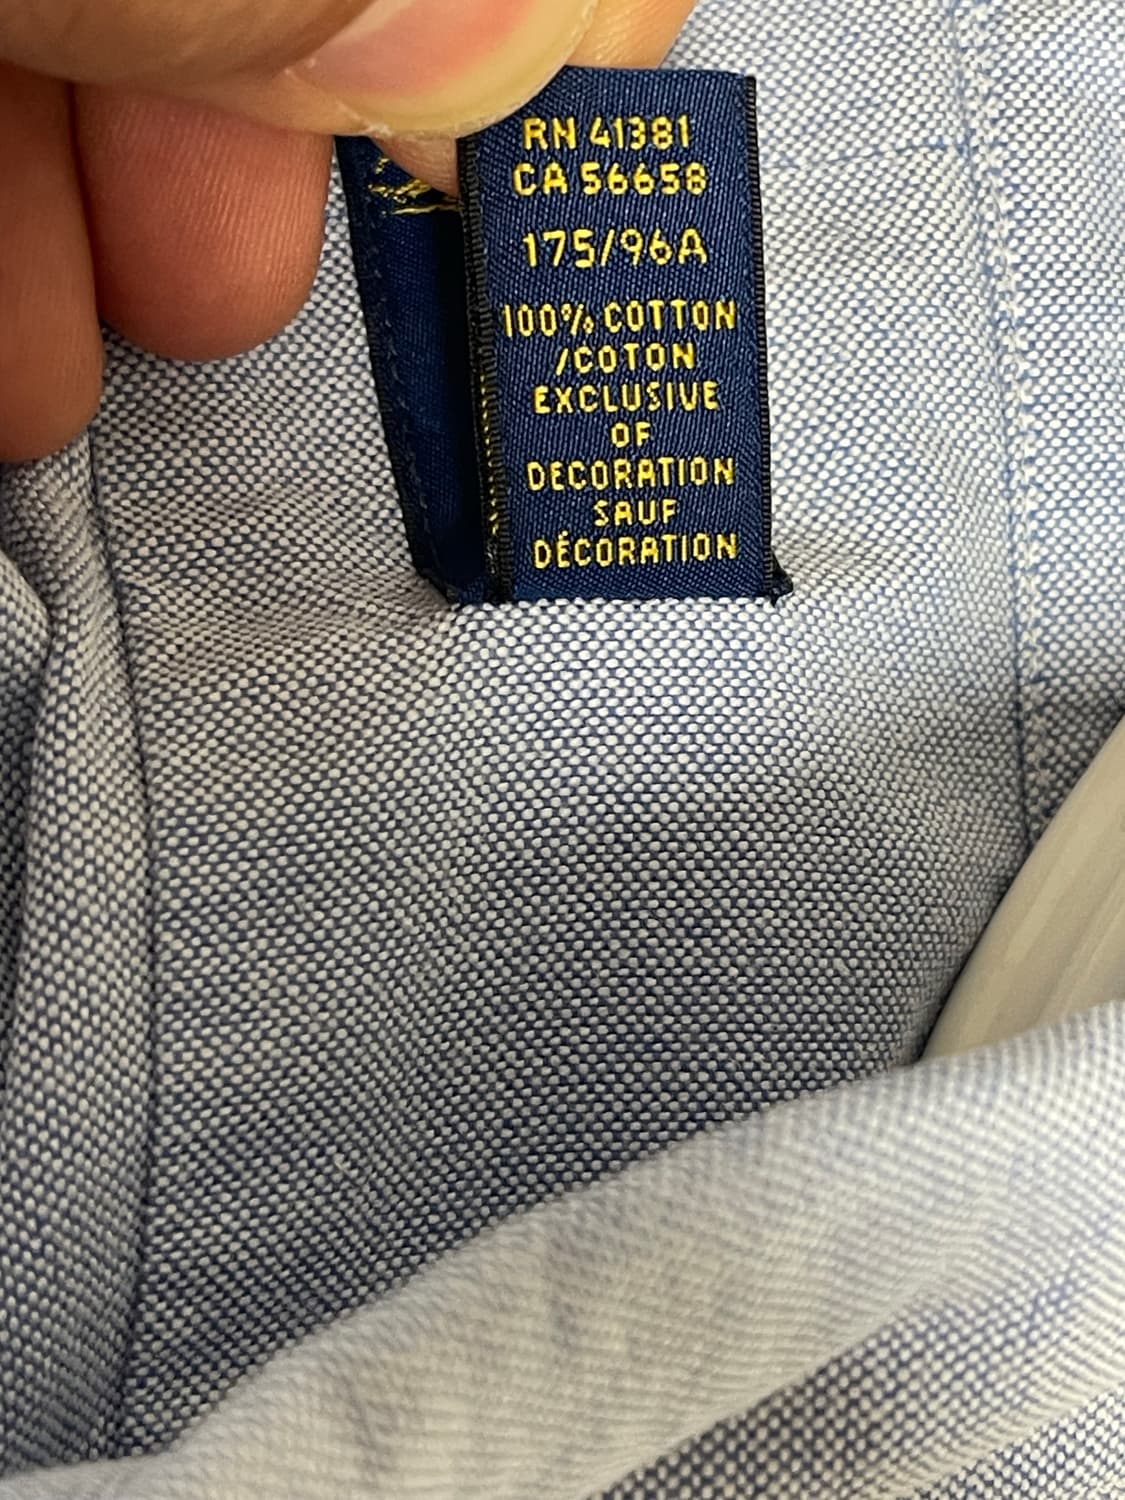 RN 41381
CA 56658
175/96A
100% COTTON
/COTON
EXCLUSIVE
OF
DECORATION
SAUF
DÉCORATION